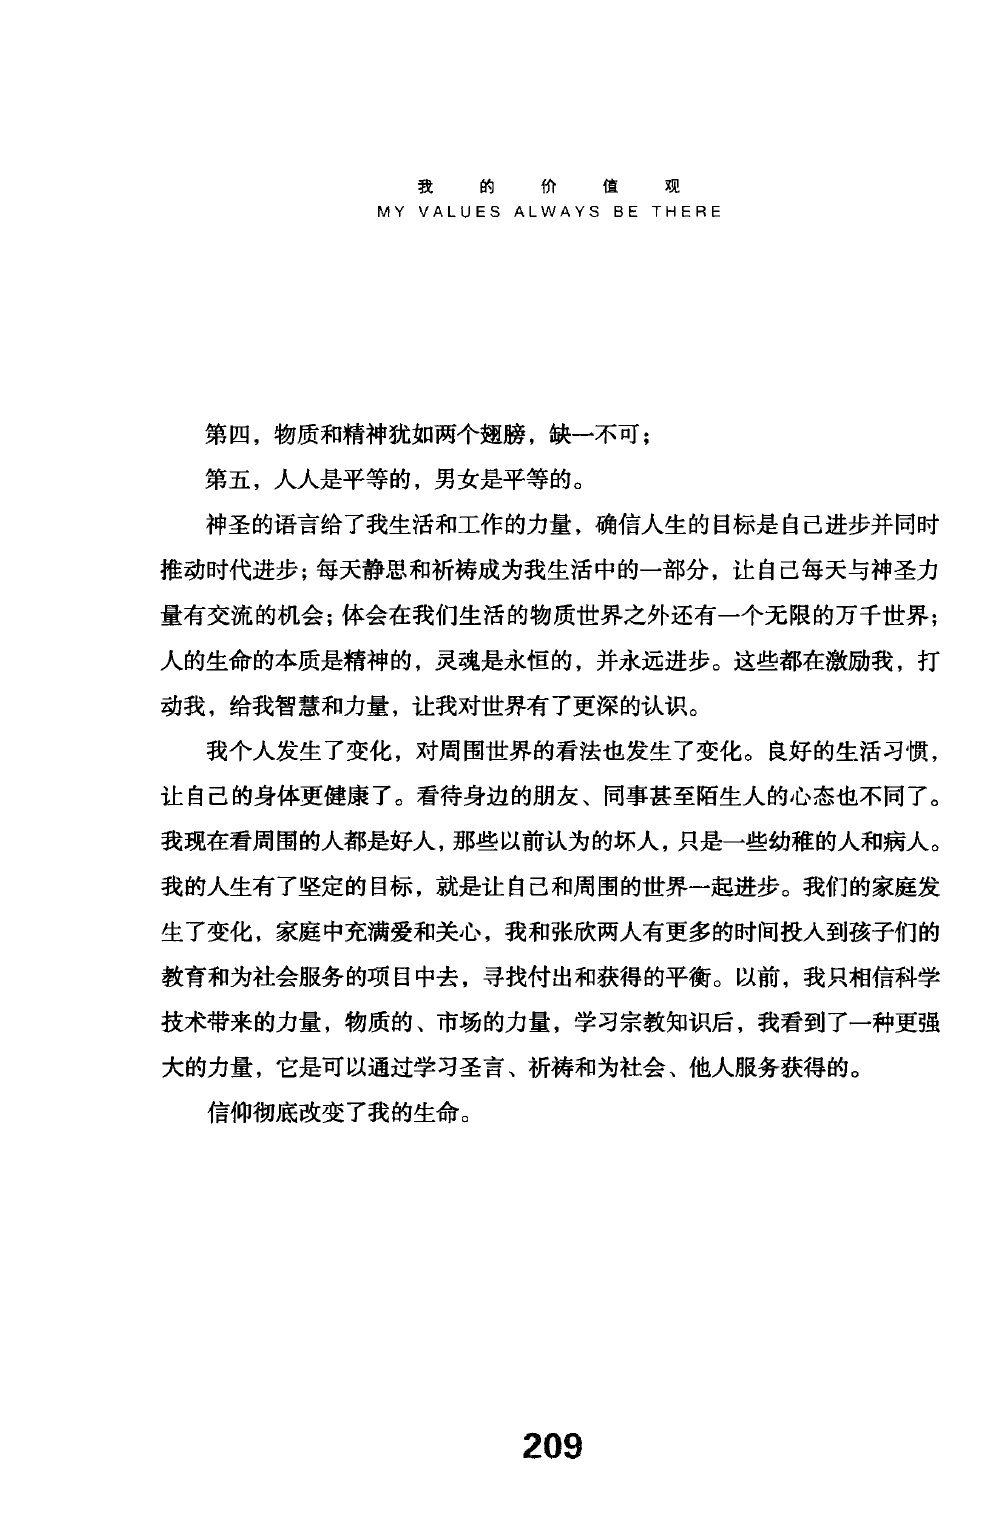 我的价值观
MY VALUES ALWAYS BE THERE
第四，物质和精神犹如两个翅膀，缺一不可；
第五，人人是平等的，男女是平等的。
神圣的语言给了我生活和工作的力量，确信人生的目标是自己进步并同时
推动时代进步；每天静思和祈祷成为我生活中的一部分，让自己每天与神圣力
量有交流的机会；体会在我们生活的物质世界之外还有一个无限的万千世界；
人的生命的本质是精神的，灵魂是永恒的，并永远进步。这些都在激励我，打
动我，给我智慧和力量，让我对世界有了更深的认识。
我个人发生了变化，对周围世界的看法也发生了变化。良好的生活习惯，
让自己的身体更健康了。看待身边的朋友、同事甚至陌生人的心态也不同了。
我现在看周围的人都是好人，那些以前认为的坏人，只是一些幼稚的人和病人。
我的人生有了坚定的目标，就是让自己和周围的世界一起进步。我们的家庭发
生了变化，家庭中充满爱和关心，我和张欣两人有更多的时间投入到孩子们的
教育和为社会服务的项目中去，寻找付出和获得的平衡。以前，我只相信科学
技术带来的力量，物质的、市场的力量，学习宗教知识后，我看到了一种更强
大的力量，它是可以通过学习圣言、祈祷和为社会、他人服务获得的。
信仰彻底改变了我的生命。
209